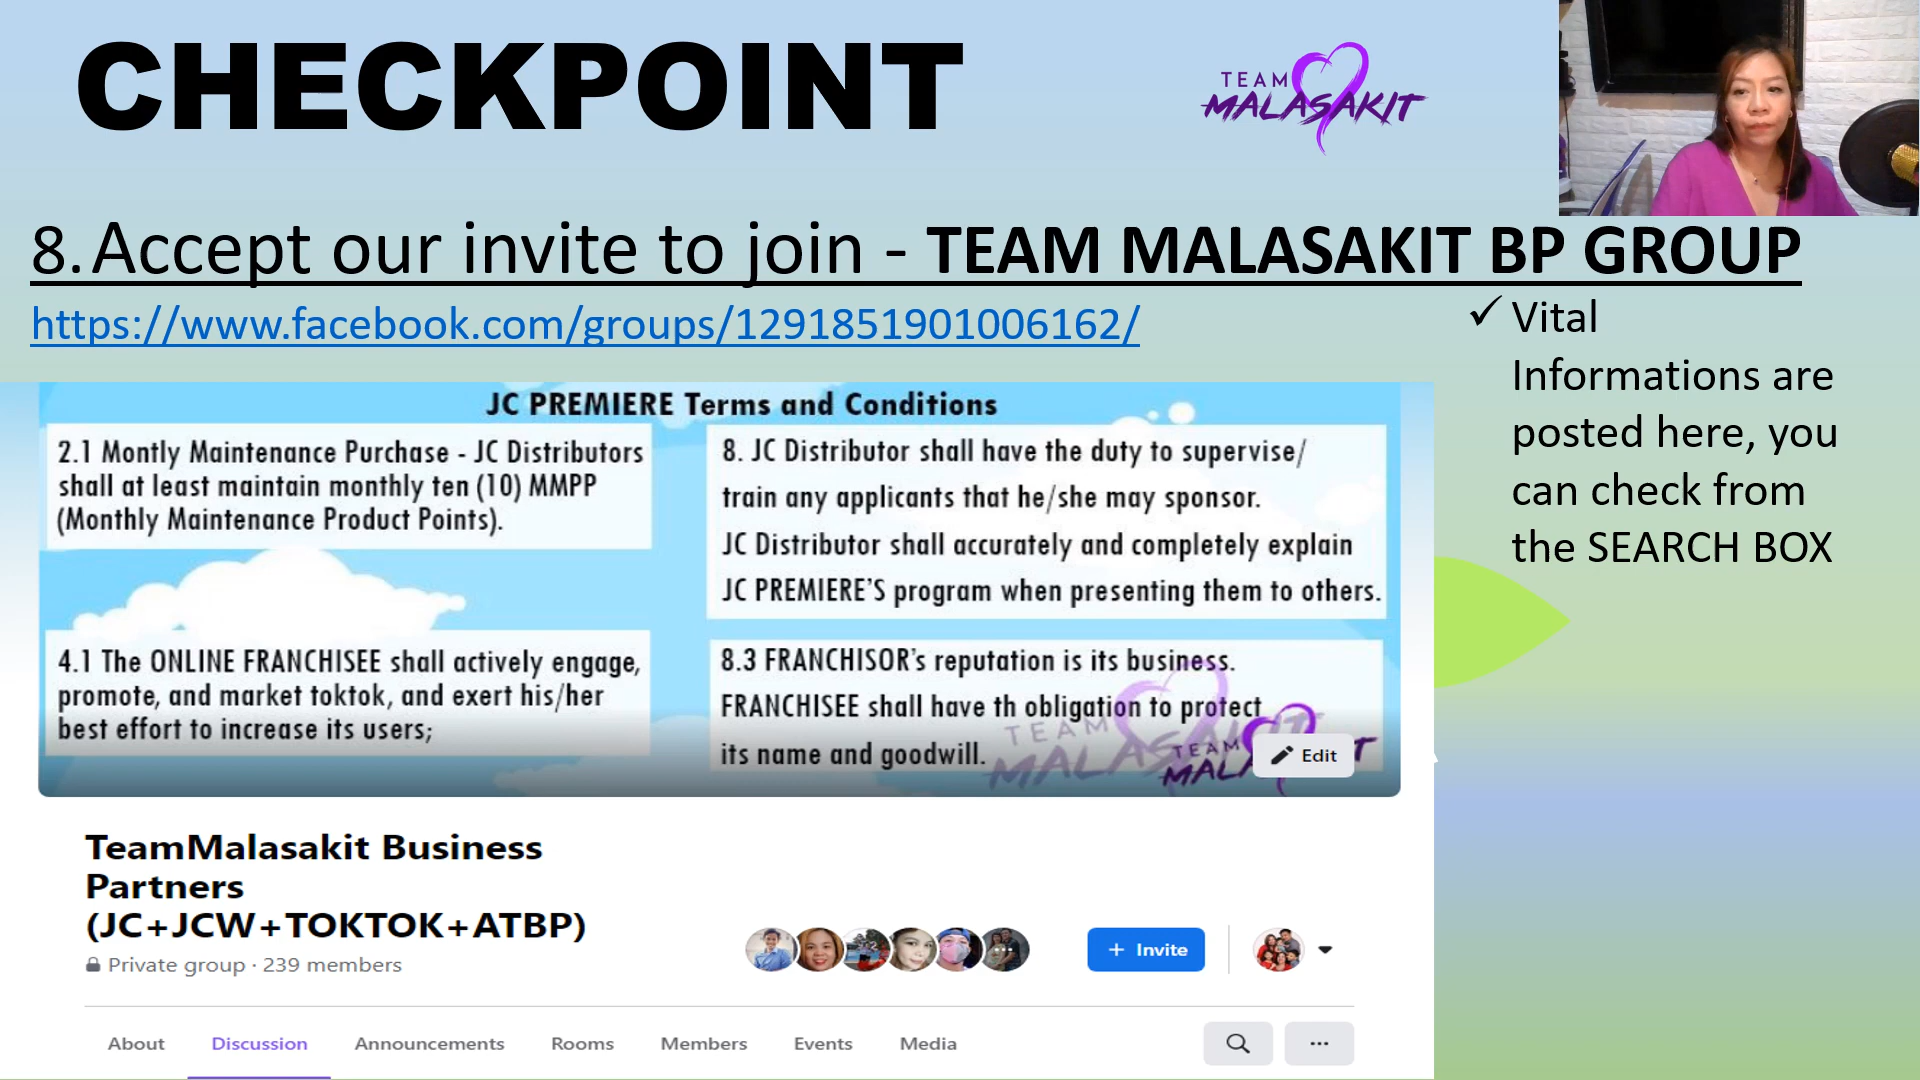 CHECKPOINT
TEAM
MALASAKIT
8. Accept our invite to join - TEAM MALASAKIT BP GROUP
https://www.facebook.com/groups/1291851901006162/
✓ Vital
Informations are
posted here, you
can check from
the SEARCH BOX
JC PREMIERE Terms and Conditions
2.1 Montly Maintenance Purchase - JC Distributors
shall at least maintain monthly ten (10) MMPP
(Monthly Maintenance Product Points).
8. JC Distributor shall have the duty to supervise/
train any applicants that he/she may sponsor.
JC Distributor shall accurately and completely explain
JC PREMIERE'S program when presenting them to others.
4.1 The ONLINE FRANCHISEE shall actively engage,
promote, and market toktok, and exert his/her
best effort to increase its users;
8.3 FRANCHISOR's reputation is its business.
FRANCHISEE shall have th obligation to protect
its name and goodwill.
TEAM
MALASAKIT
TEAM
Edit
TeamMalasakit Business
Partners
(JC+JCW+TOKTOK+ATBP)
Private group · 239 members
+ Invite
About Discussion Announcements Rooms Members Events Media